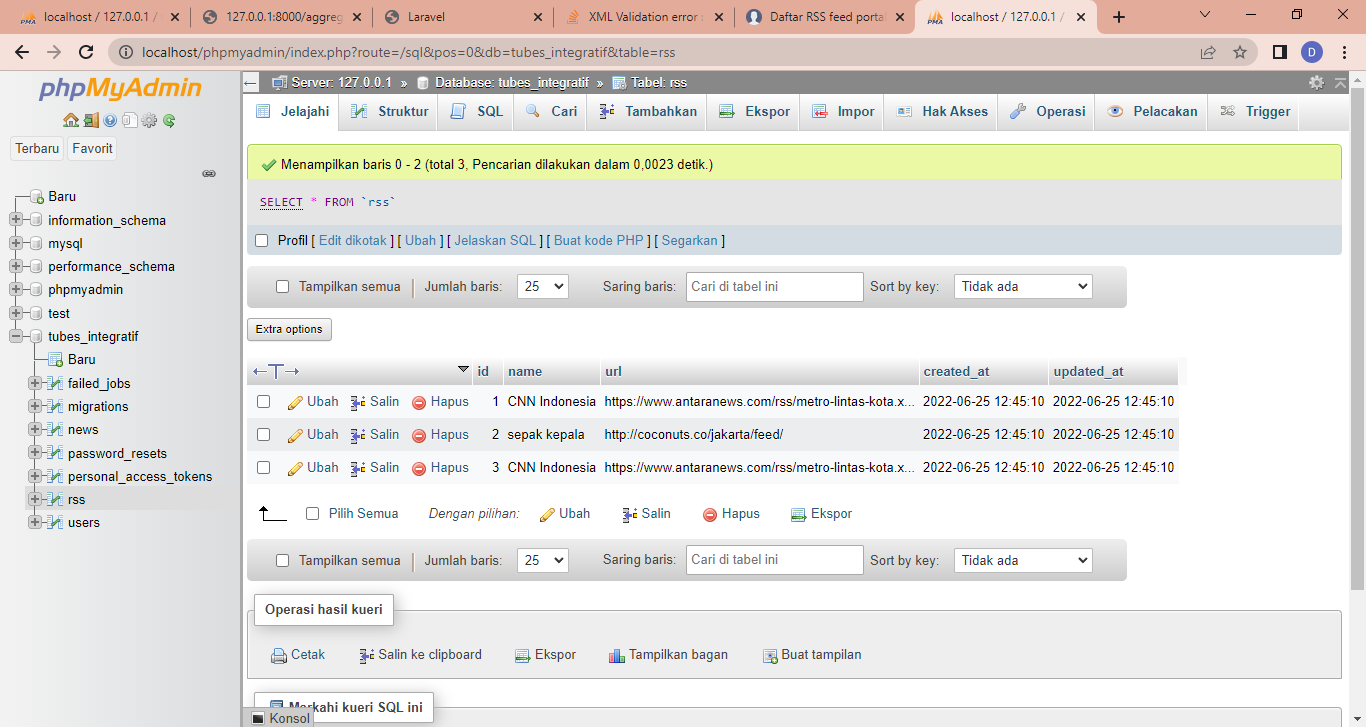 localhost / 127.0.0.1 /
127.0.0.1:8000/aggreg
Laravel
XML Validation error :
Daftar RSS feed portal
localhost / 127.0.0.1 /
localhost/phpmyadmin/index.php?route=/sql&pos=0&db=tubes_integratif&table=rss
D
phpMyAdmin
Terbaru Favorit
Baru
information_schema
mysql
performance_schema
phpmyadmin
test
tubes_integratif
Baru
failed_jobs
migrations
news
password_resets
personal_access_tokens
rss
users
Server: 127.0.0.1 » Database: tubes_integratif » Tabel: rss
Jelajahi Struktur SQL Cari Tambahkan Ekspor Impor Hak Akses Operasi Pelacakan Trigger
Menampilkan baris 0 - 2 (total 3, Pencarian dilakukan dalam 0,0023 detik.)
SELECT * FROM `rss`
Profil [ Edit dikotak ] [ Ubah ] [ Jelaskan SQL ] [ Buat kode PHP ] [ Segarkan ]
Tampilkan semua Jumlah baris: 25 Saring baris: Cari di tabel ini Sort by key: Tidak ada
Extra options
←T→ id name url created_at updated_at
Ubah Salin Hapus 1 CNN Indonesia https://www.antaranews.com/rss/metro-lintas-kota.x... 2022-06-25 12:45:10 2022-06-25 12:45:10
Ubah Salin Hapus 2 sepak kepala http://coconuts.co/jakarta/feed/ 2022-06-25 12:45:10 2022-06-25 12:45:10
Ubah Salin Hapus 3 CNN Indonesia https://www.antaranews.com/rss/metro-lintas-kota.x... 2022-06-25 12:45:10 2022-06-25 12:45:10
Pilih Semua Dengan pilihan: Ubah Salin Hapus Ekspor
Tampilkan semua Jumlah baris: 25 Saring baris: Cari di tabel ini Sort by key: Tidak ada
Operasi hasil kueri
Cetak Salin ke clipboard Ekspor Tampilkan bagan Buat tampilan
Markahi kueri SQL ini
Konsol